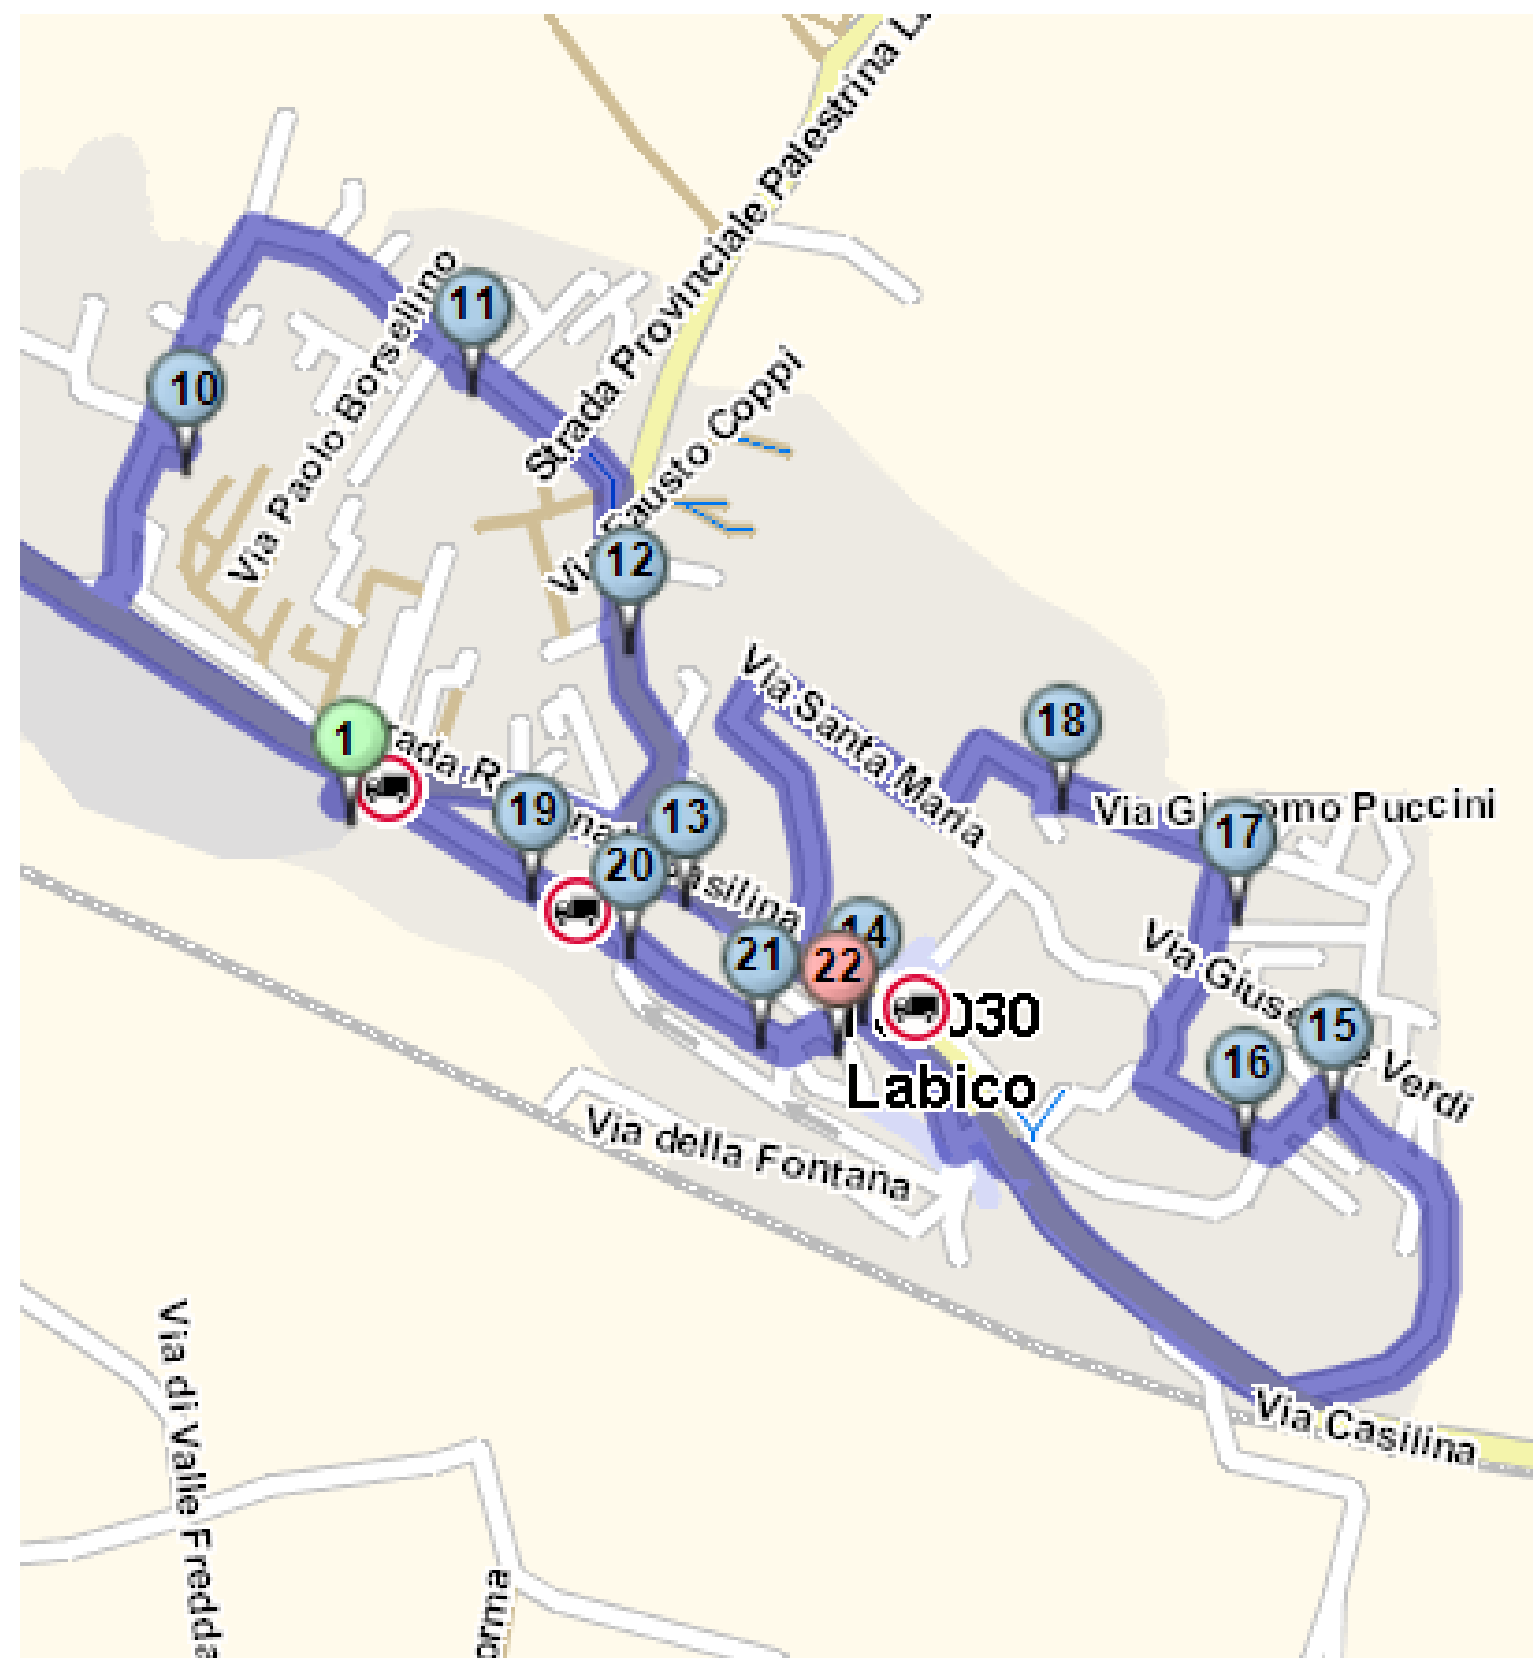 Strada Provinciale Palestrina
Via Paolo Borsellino
11
10
Via Fausto Coppi
12
Via Santa Maria
18
1
19
13
Via Giacomo Puccini
17
20
Casilina
14
21
22
Via Giuseppe Verdi
15
16
030
Labico
Via della Fontana
Via di Valle Fredda
Via Casilina